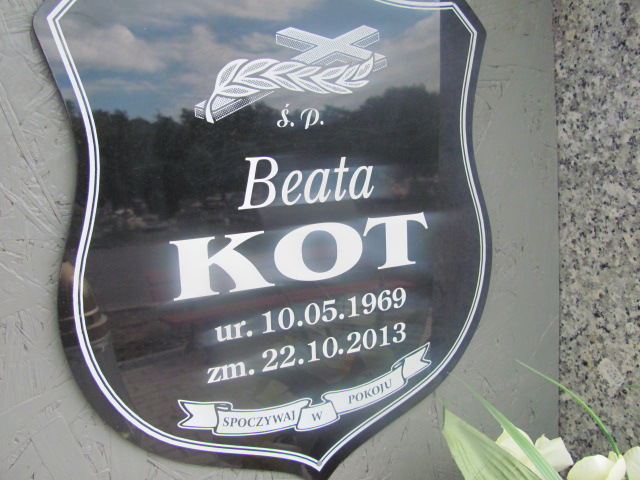 ś. p.
Beata
KOT
ur. 10.05.1969
zm. 22.10.2013
SPOCZYWAJ W POKOJU